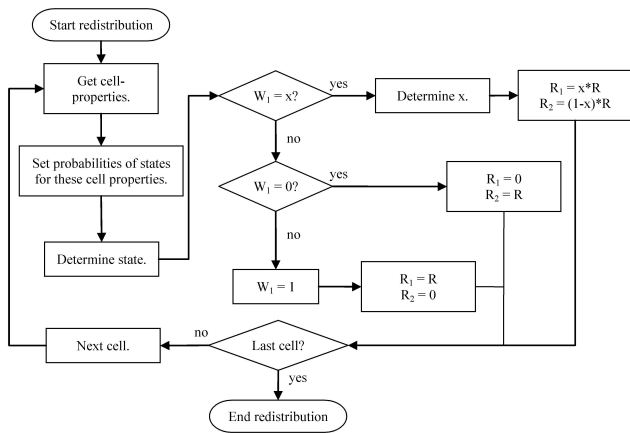 Start redistribution
Get cell-
properties.
Set probabilities of states
for these cell properties.
Determine state.
W₁ = x?
yes
Determine x.
R₁ = x*R
R₂ = (1-x)*R
no
W₁ = 0?
yes
R₁ = 0
R₂ = R
no
W₁ = 1
R₁ = R
R₂ = 0
Last cell?
no
Next cell.
yes
End redistribution